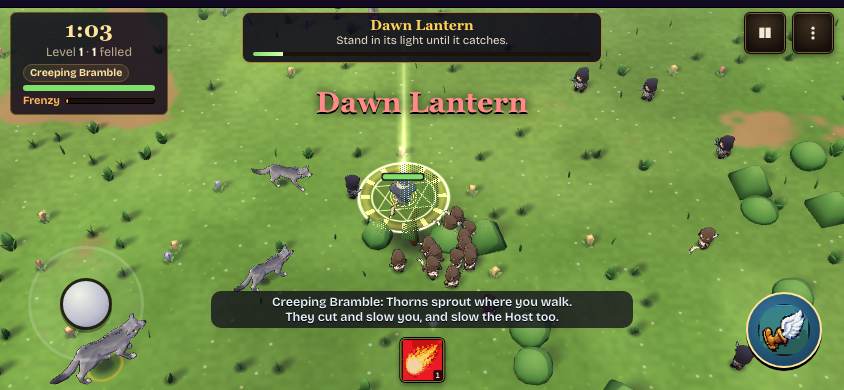 1:03
Level 1 · 1 felled
Creeping Bramble
Frenzy
Dawn Lantern
Stand in its light until it catches.
Dawn Lantern
Creeping Bramble: Thorns sprout where you walk.
They cut and slow you, and slow the Host too.
1